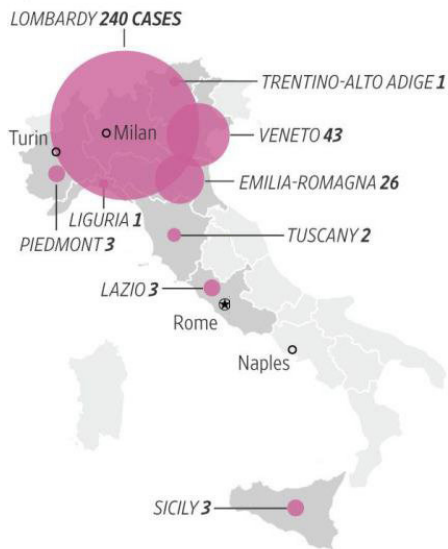 LOMBARDY 240 CASES
TRENTINO-ALTO ADIGE 1
Turin
Milan
VENETO 43
EMILIA-ROMAGNA 26
LIGURIA 1
PIEDMONT 3
TUSCANY 2
LAZIO 3
Rome
Naples
SICILY 3